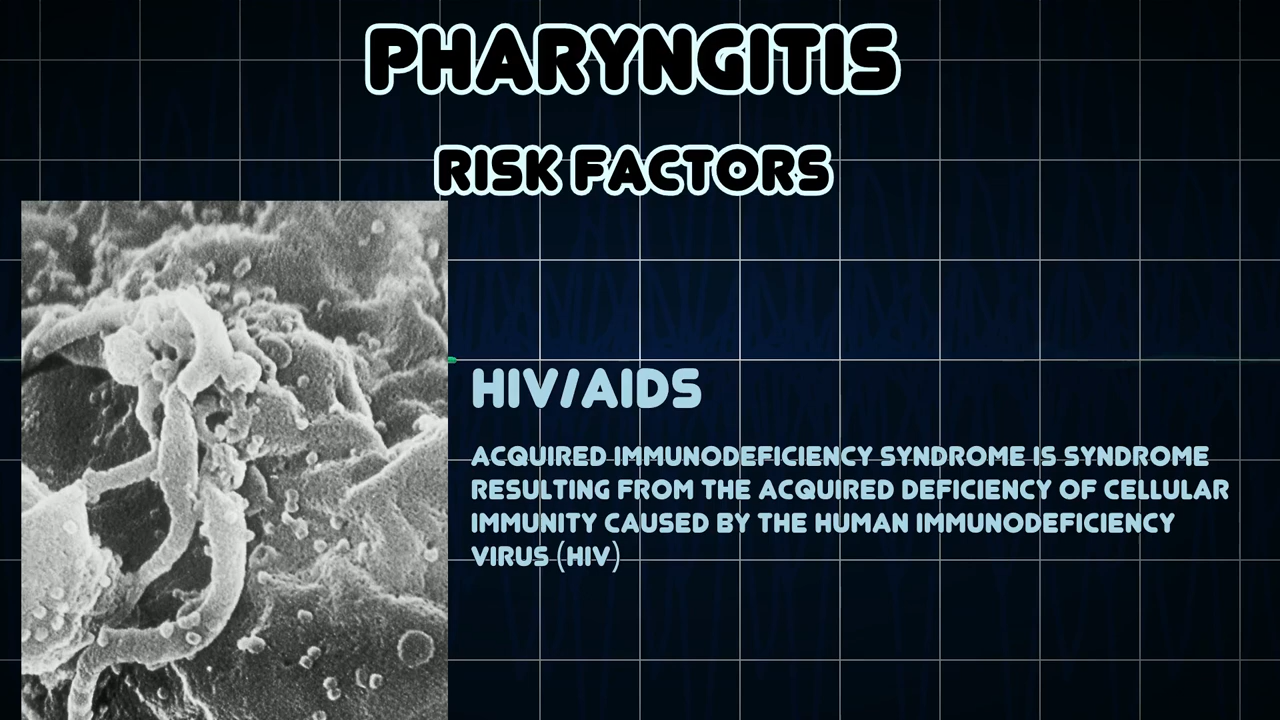 PHARYNGITIS
RISK FACTORS
HIV/AIDS
ACQUIRED IMMUNODEFICIENCY SYNDROME IS SYNDROME
RESULTING FROM THE ACQUIRED DEFICIENCY OF CELLULAR
IMMUNITY CAUSED BY THE HUMAN IMMUNODEFICIENCY
VIRUS (HIV)